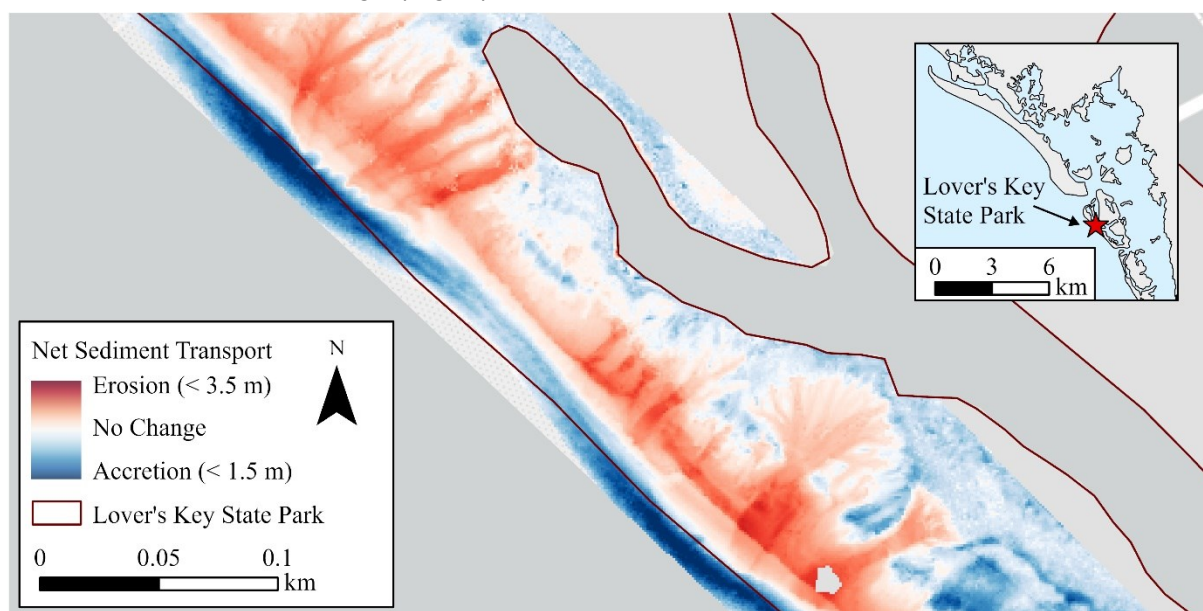 Lover's Key
State Park
0 3 6
km
Net Sediment Transport
N
Erosion (< 3.5 m)
No Change
Accretion (< 1.5 m)
Lover's Key State Park
0 0.05 0.1
km